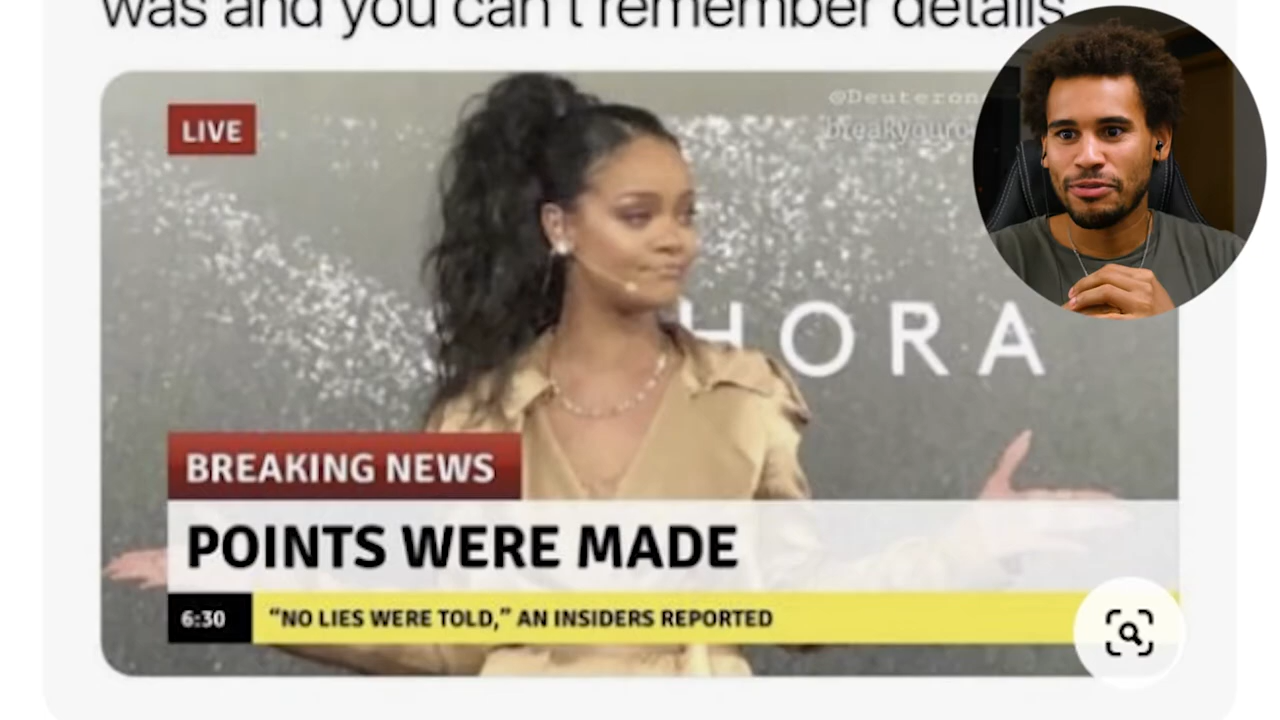 was and you can't remember details
LIVE
@Deuteron
breakyouro
HORA
BREAKING NEWS
POINTS WERE MADE
6:30 “NO LIES WERE TOLD,” AN INSIDERS REPORTED